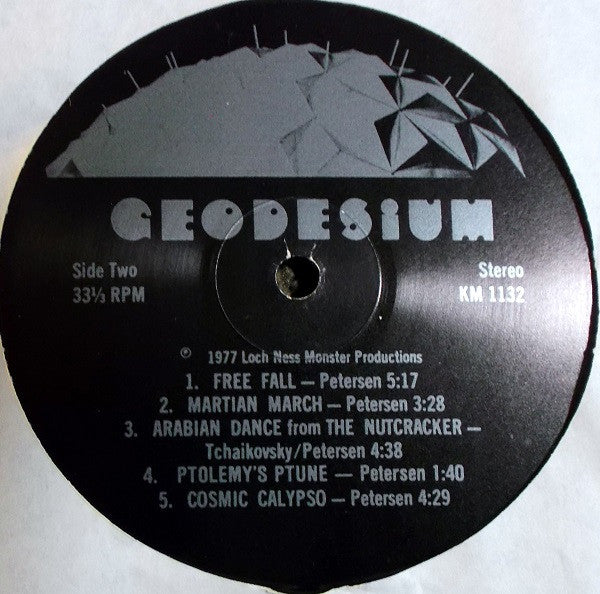 GEODESiUM
Side Two
33⅓ RPM
Stereo
KM 1132
℗ 1977 Loch Ness Monster Productions
1. FREE FALL — Petersen 5:17
2. MARTIAN MARCH — Petersen 3:28
3. ARABIAN DANCE from THE NUTCRACKER —
Tchaikovsky/Petersen 4:38
4. PTOLEMY'S PTUNE — Petersen 1:40
5. COSMIC CALYPSO — Petersen 4:29